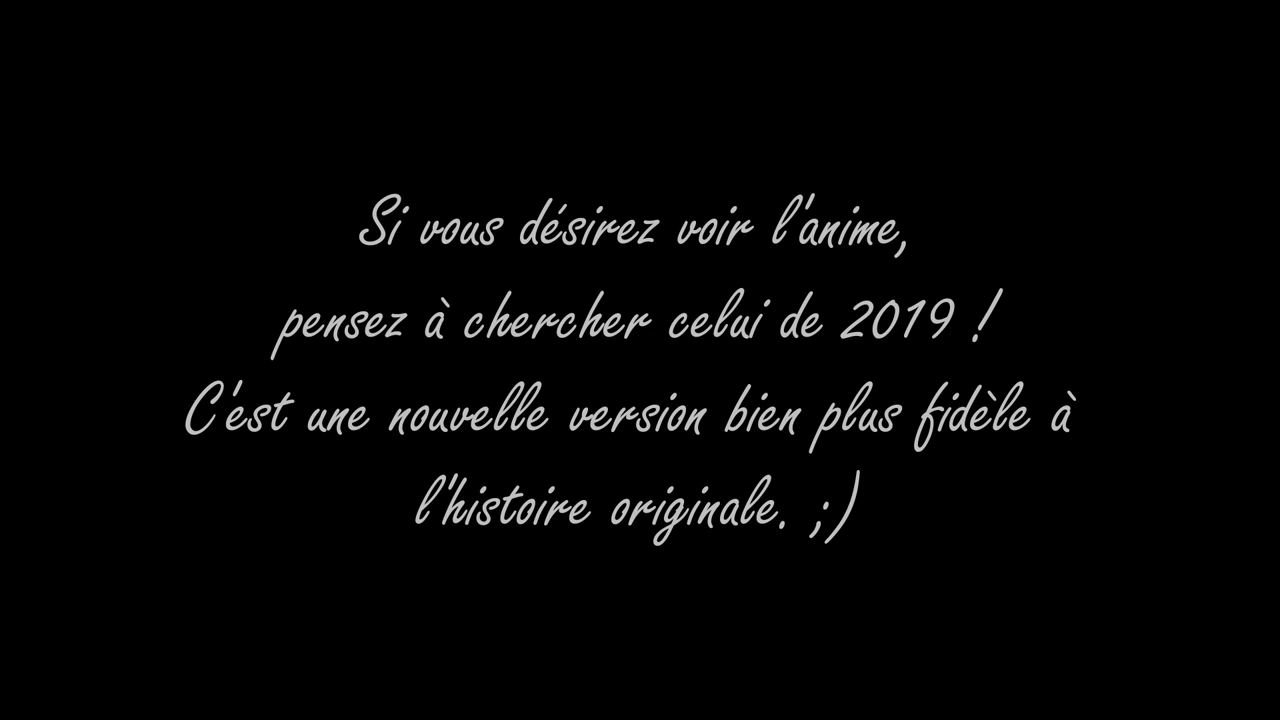 Si vous désirez voir l'anime,
pensez à chercher celui de 2019 !
C'est une nouvelle version bien plus fidèle à
l'histoire originale. ;)